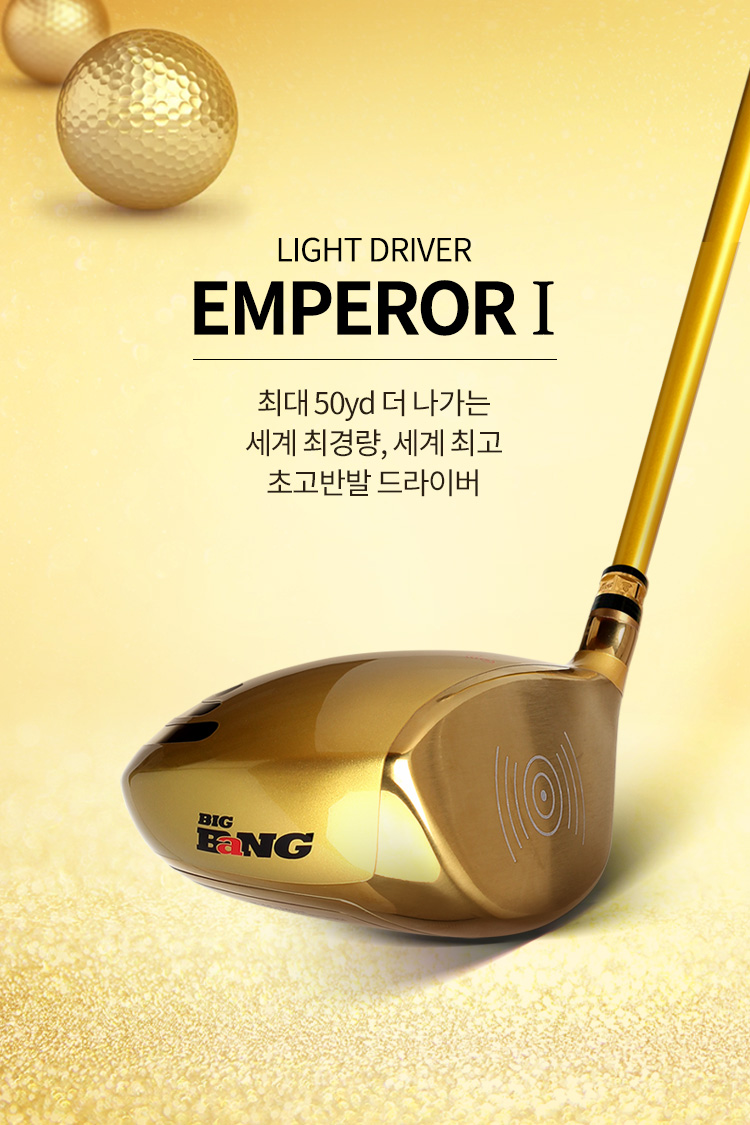 LIGHT DRIVER
EMPEROR I
최대 50yd 더 나가는
세계 최경량, 세계 최고
초고반발 드라이버
BIG
BaNG